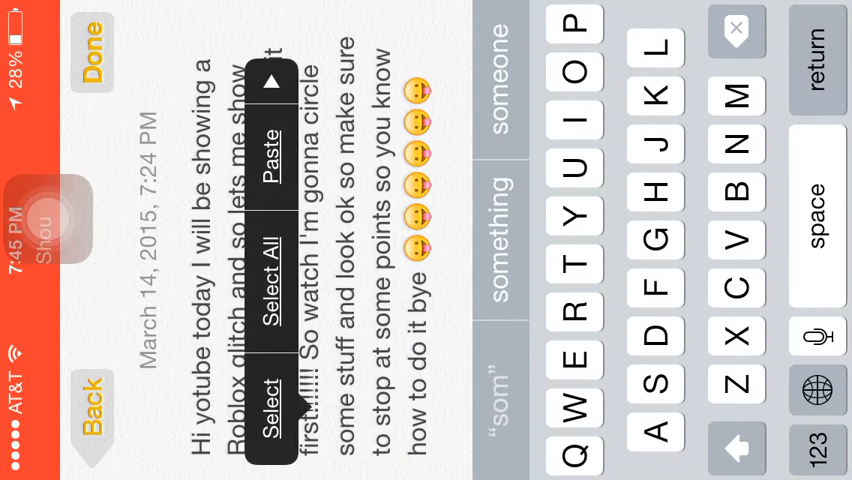 AT&T 7:45 PM 28%
Shou
Back Done
March 14, 2015, 7:24 PM
Hi yotube today I will be showing a
Roblox glitch and so lets me show
Select Select All Paste ▶
first!!!!!!! So watch I'm gonna circle
some stuff and look ok so make sure
to stop at some points so you know
how to do it bye 😛😛😛😛😛😛
“som” something someone
Q W E R T Y U I O P
A S D F G H J K L
Z X C V B N M
123 space return